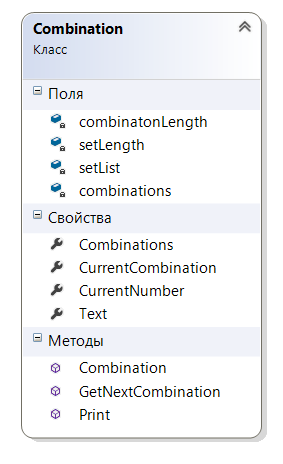 Combination
Класс
Поля
combinatonLength
setLength
setList
combinations
Свойства
Combinations
CurrentCombination
CurrentNumber
Text
Методы
Combination
GetNextCombination
Print